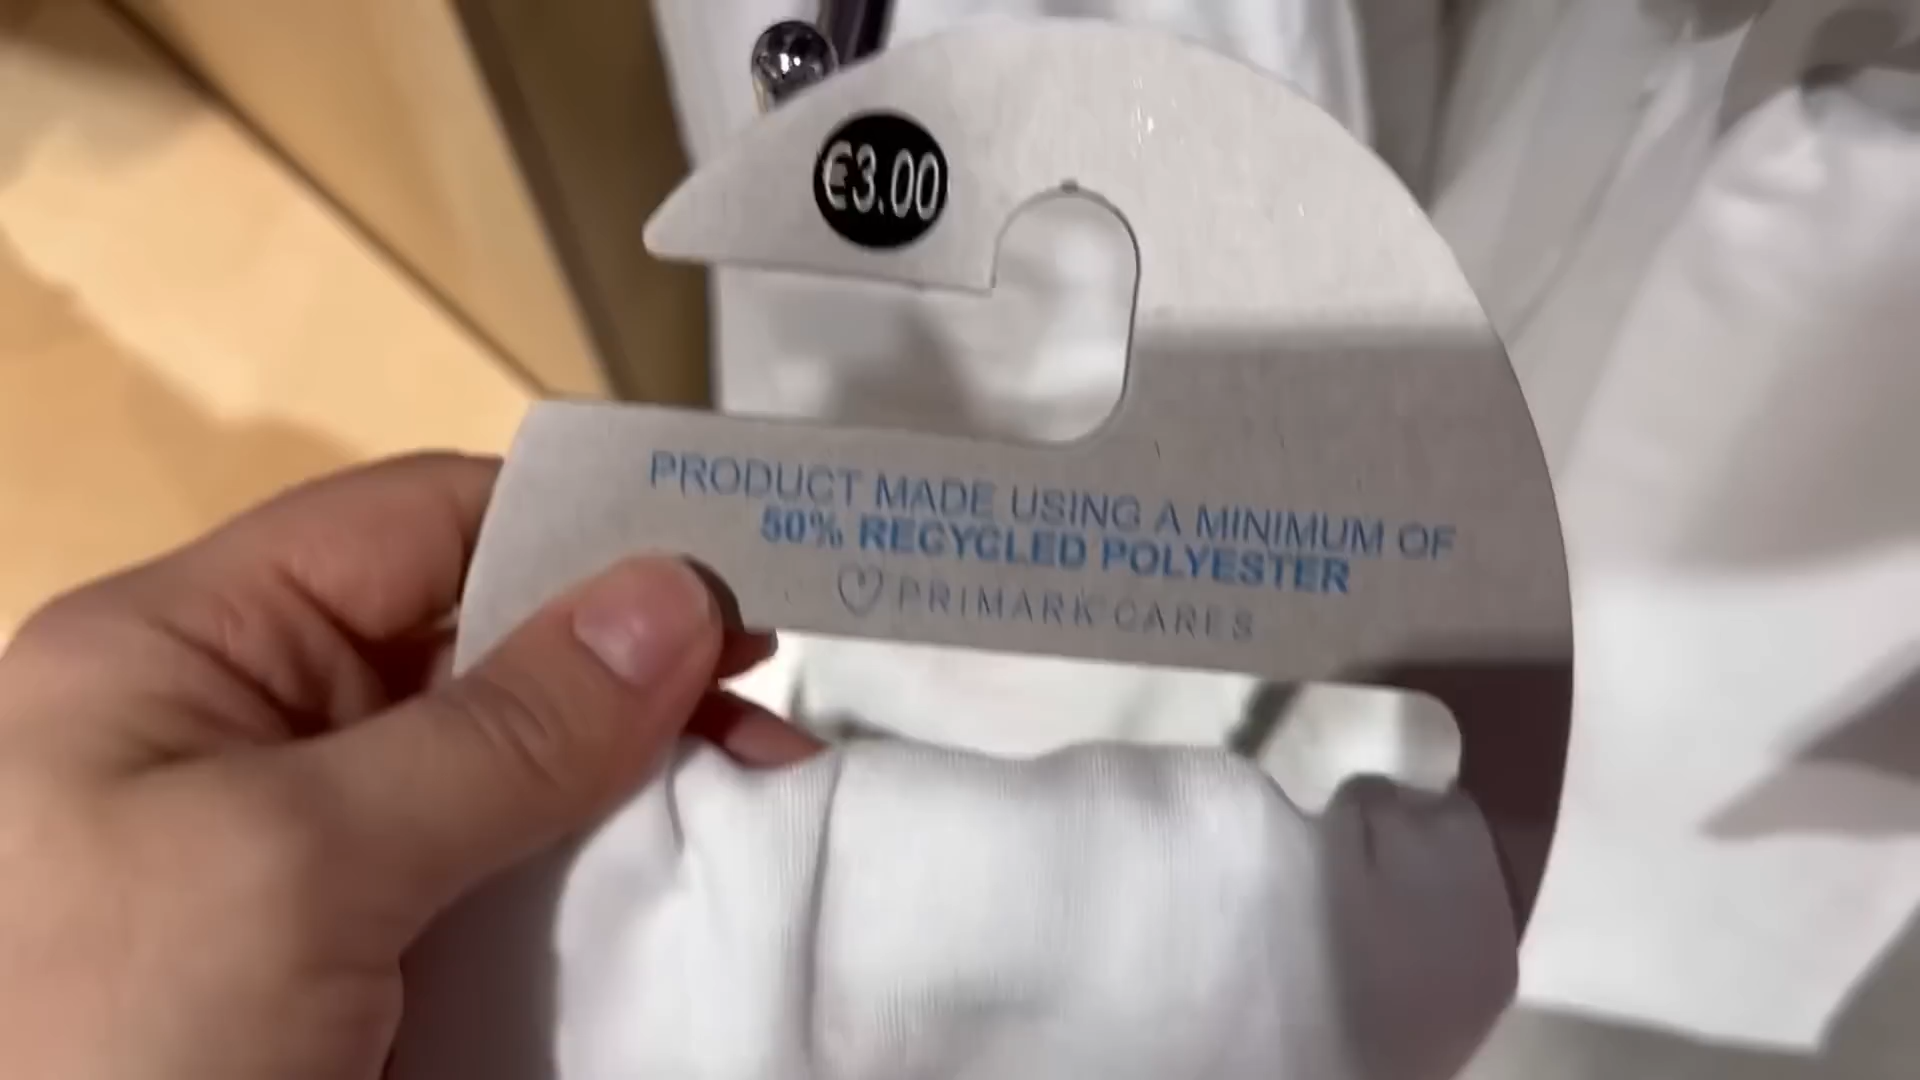 €3.00
PRODUCT MADE USING A MINIMUM OF
50% RECYCLED POLYESTER
PRIMARK CARES